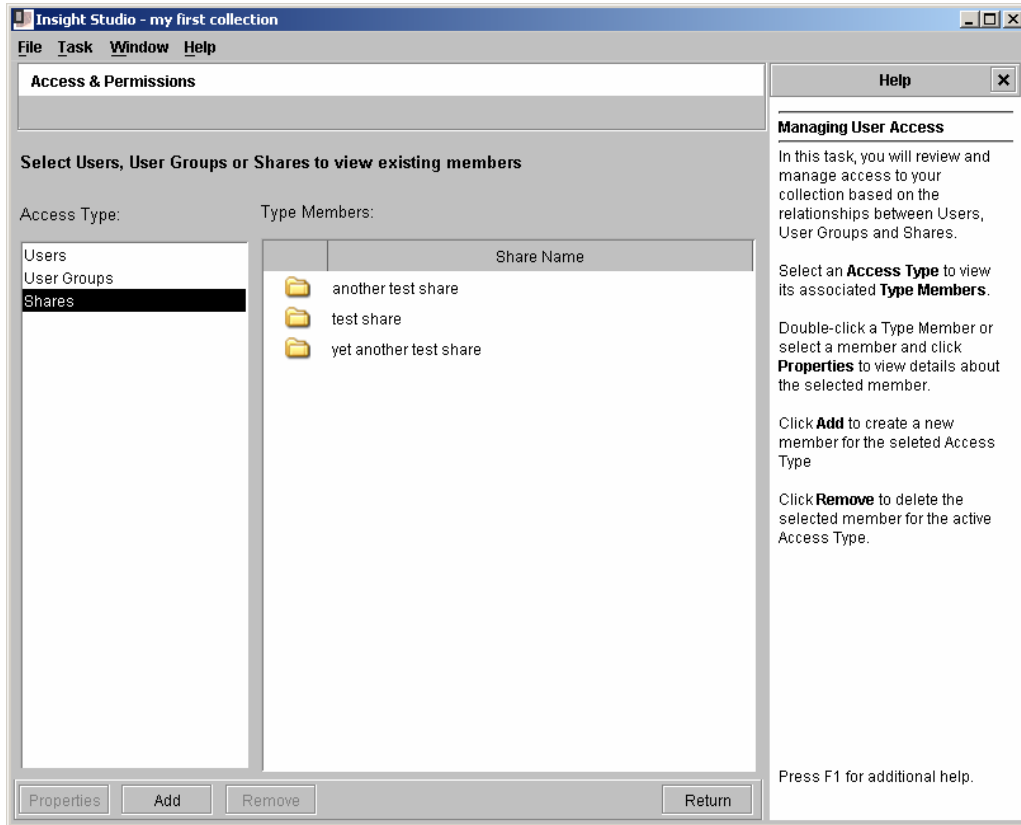 Insight Studio - my first collection
File Task Window Help
Access & Permissions
Select Users, User Groups or Shares to view existing members
Access Type:
Users
User Groups
Shares
Type Members:
Share Name
another test share
test share
yet another test share
Properties
Add
Remove
Return
Help
Managing User Access
In this task, you will review and
manage access to your
collection based on the
relationships between Users,
User Groups and Shares.
Select an Access Type to view
its associated Type Members.
Double-click a Type Member or
select a member and click
Properties to view details about
the selected member.
Click Add to create a new
member for the seleted Access
Type
Click Remove to delete the
selected member for the active
Access Type.
Press F1 for additional help.